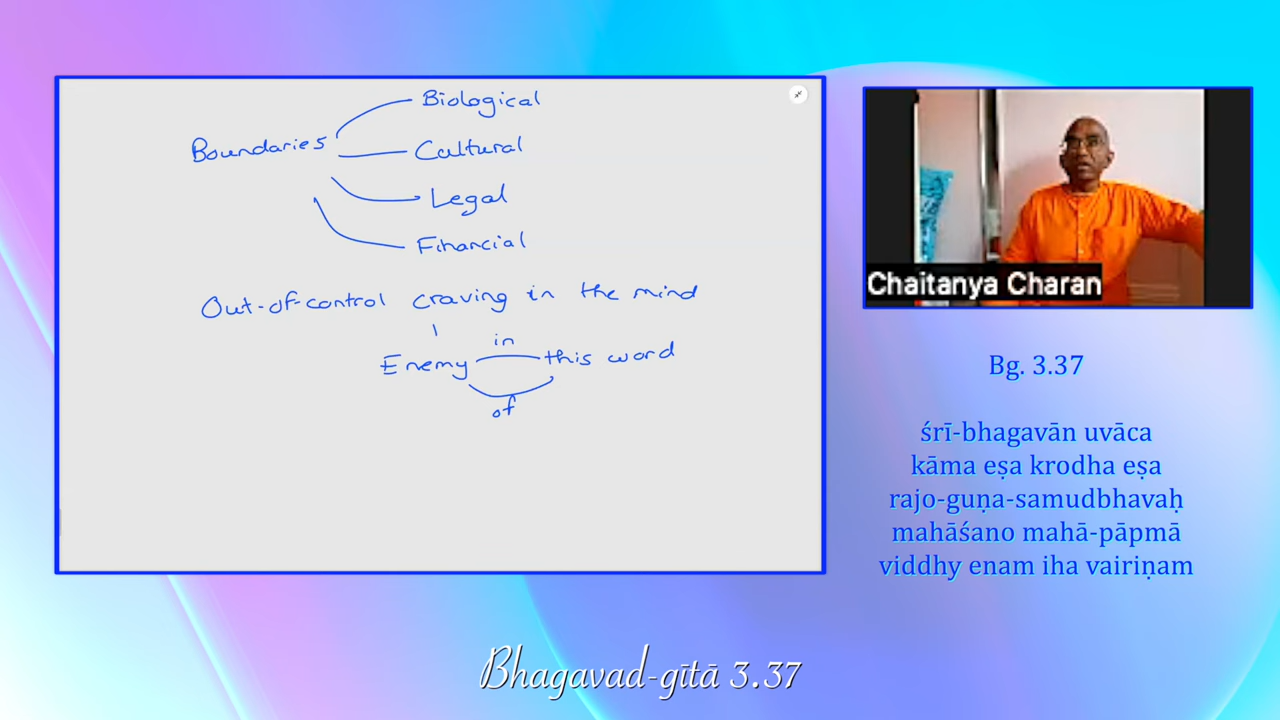 Boundaries
Biological
Cultural
Legal
Financial
Out-of-control craving in the mind
in
Enemy this word
of
Chaitanya Charan
Bg. 3.37
śrī-bhagavān uvāca
kāma eṣa krodha eṣa
rajo-guṇa-samudbhavaḥ
mahāśano mahā-pāpmā
viddhy enam iha vairiṇam
Bhagavad-gītā 3.37